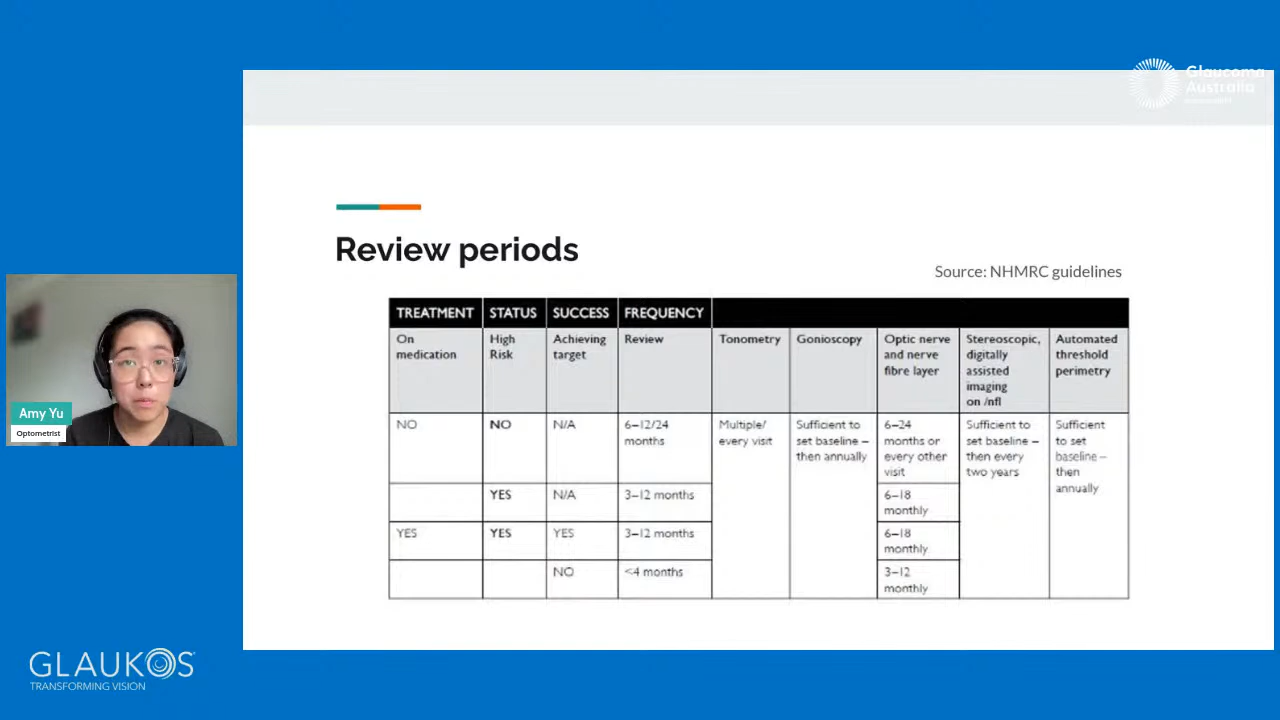 Glaucoma
Australia
Review periods
Source: NHMRC guidelines
TREATMENT STATUS SUCCESS FREQUENCY
On medication High Risk Achieving target Review Tonometry Gonioscopy Optic nerve and nerve fibre layer Stereoscopic, digitally assisted imaging on /nfl Automated threshold perimetry
NO NO N/A 6–12/24 months Multiple/ every visit Sufficient to set baseline – then annually 6–24 months or every other visit Sufficient to set baseline – then every two years Sufficient to set baseline – then annually
YES N/A 3–12 months 6–18 monthly
YES YES YES 3–12 months 6–18 monthly
NO <4 months 3–12 monthly
Amy Yu
Optometrist
GLAUKOS
TRANSFORMING VISION